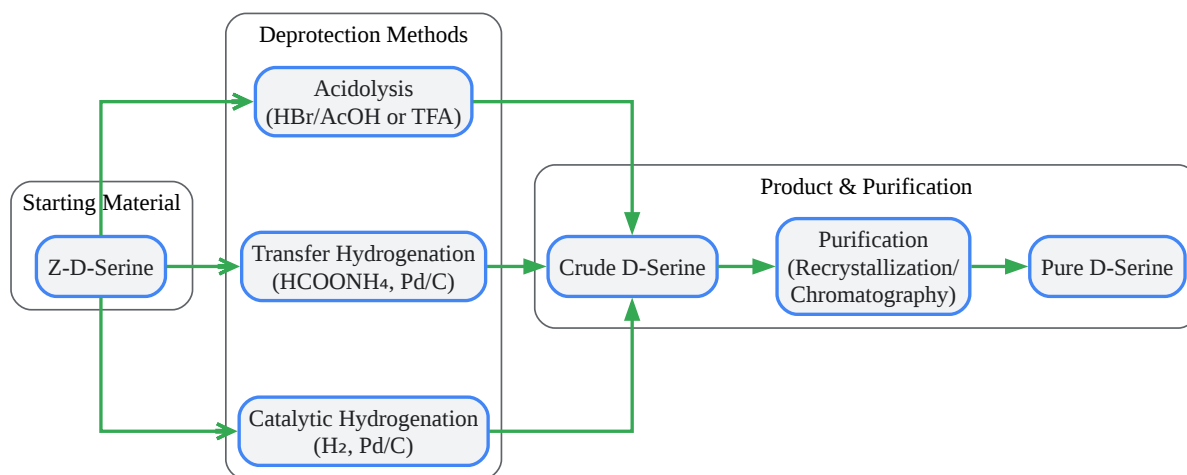 Deprotection Methods
Acidolysis
(HBr/AcOH or TFA)
Starting Material
Z-D-Serine
Transfer Hydrogenation
(HCOONH₄, Pd/C)
Catalytic Hydrogenation
(H₂, Pd/C)
Product & Purification
Crude D-Serine
Purification
(Recrystallization/
Chromatography)
Pure D-Serine